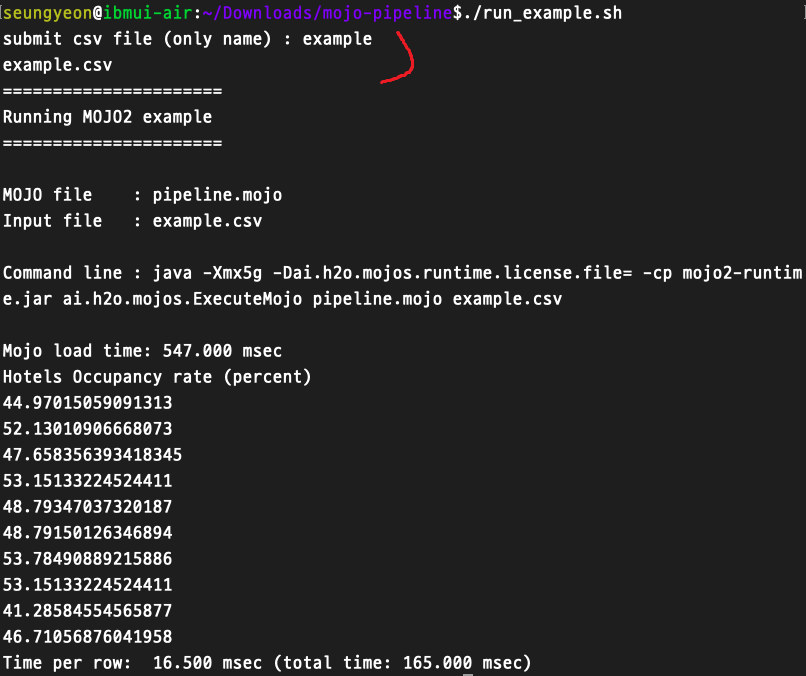 seungyeon@ibmui-air:~/Downloads/mojo-pipeline$./run_example.sh
submit csv file (only name) : example
example.csv
======================
Running MOJO2 example
======================
MOJO file    : pipeline.mojo
Input file   : example.csv
Command line : java -Xmx5g -Dai.h2o.mojos.runtime.license.file= -cp mojo2-runtim
e.jar ai.h2o.mojos.ExecuteMojo pipeline.mojo example.csv
Mojo load time: 547.000 msec
Hotels Occupancy rate (percent)
44.97015059091313
52.13010906668073
47.658356393418345
53.15133224524411
48.79347037320187
48.79150126346894
53.78490889215886
53.15133224524411
41.28584554565877
46.71056876041958
Time per row:  16.500 msec (total time: 165.000 msec)